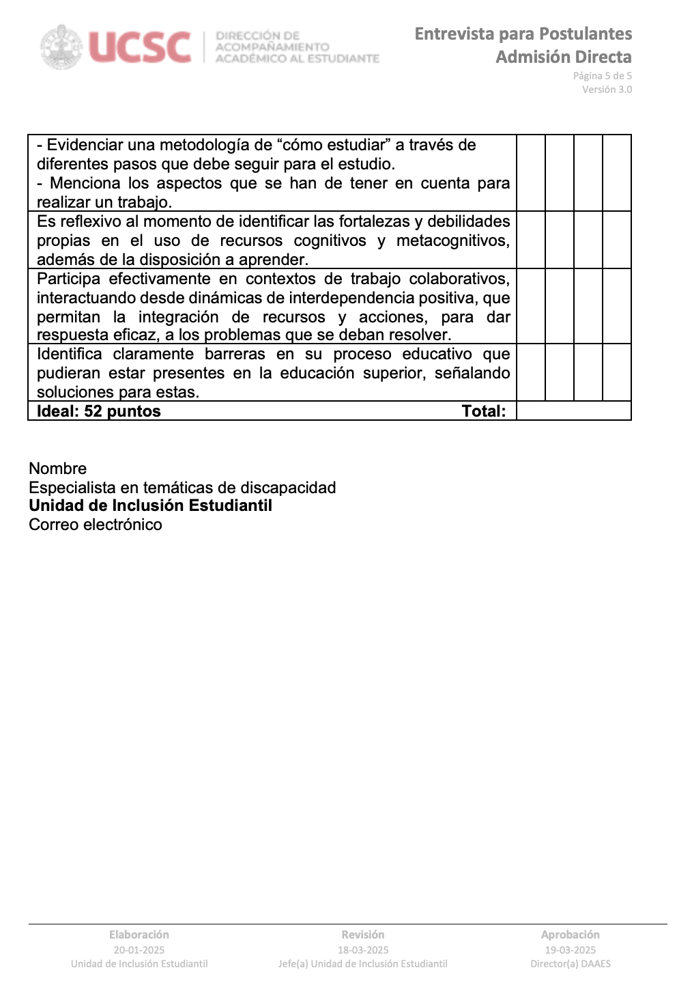 UCSC
DIRECCIÓN DE
ACOMPAÑAMIENTO
ACADÉMICO AL ESTUDIANTE
Entrevista para Postulantes
Admisión Directa
Página 5 de 5
Versión 3.0
- Evidenciar una metodología de “cómo estudiar” a través de
diferentes pasos que debe seguir para el estudio.
- Menciona los aspectos que se han de tener en cuenta para
realizar un trabajo.
Es reflexivo al momento de identificar las fortalezas y debilidades
propias en el uso de recursos cognitivos y metacognitivos,
además de la disposición a aprender.
Participa efectivamente en contextos de trabajo colaborativos,
interactuando desde dinámicas de interdependencia positiva, que
permitan la integración de recursos y acciones, para dar
respuesta eficaz, a los problemas que se deban resolver.
Identifica claramente barreras en su proceso educativo que
pudieran estar presentes en la educación superior, señalando
soluciones para estas.
Ideal: 52 puntos Total:
Nombre
Especialista en temáticas de discapacidad
Unidad de Inclusión Estudiantil
Correo electrónico
Elaboración Revisión Aprobación
20-01-2025 18-03-2025 19-03-2025
Unidad de Inclusión Estudiantil Jefe(a) Unidad de Inclusión Estudiantil Director(a) DAAES